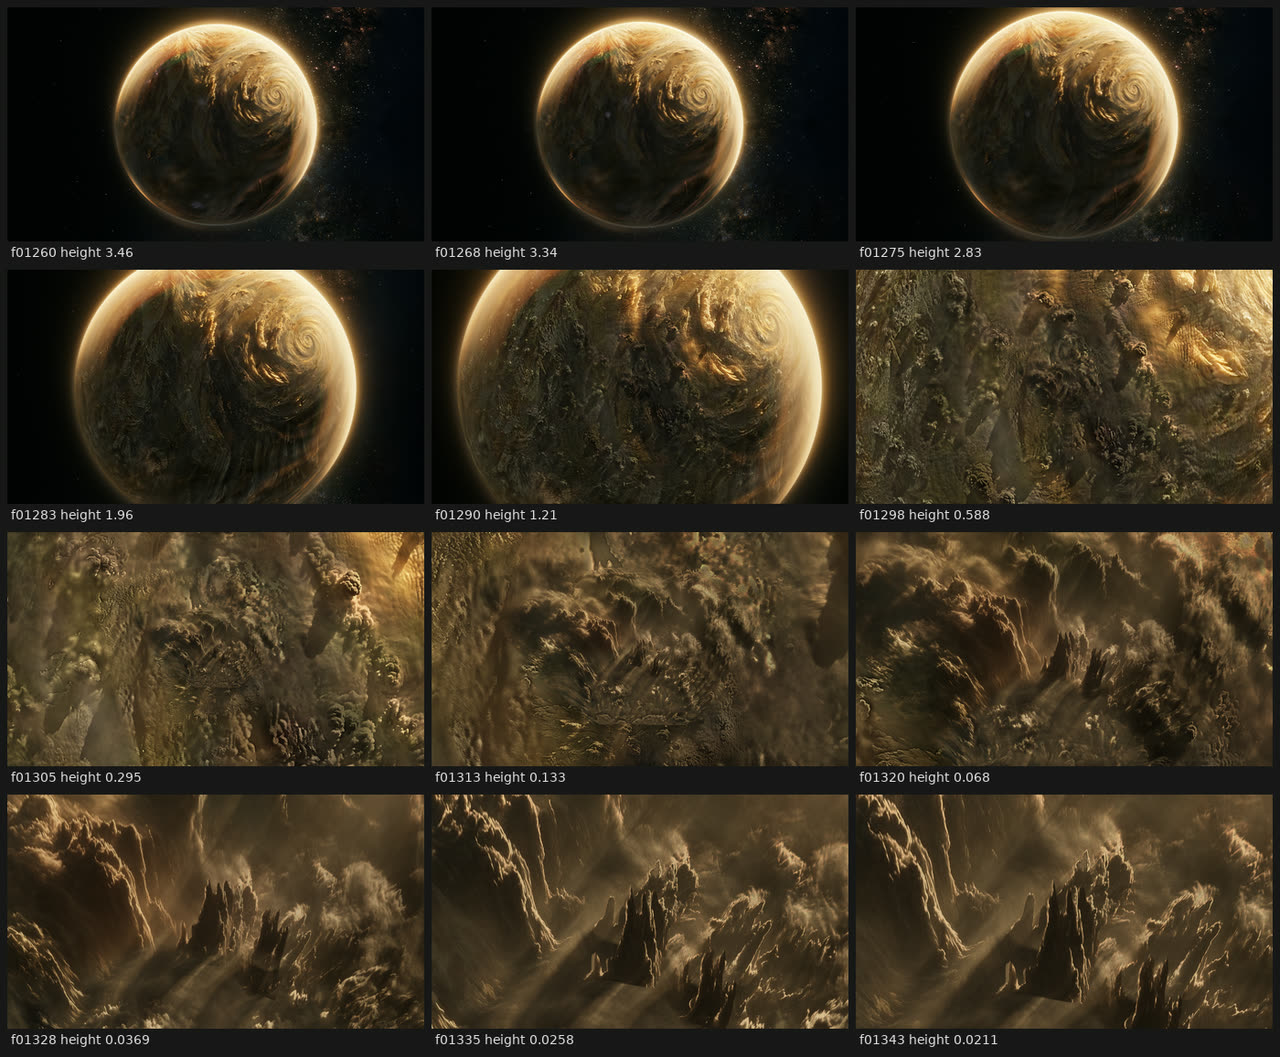 f01260 height 3.46
f01268 height 3.34
f01275 height 2.83
f01283 height 1.96
f01290 height 1.21
f01298 height 0.588
f01305 height 0.295
f01313 height 0.133
f01320 height 0.068
f01328 height 0.0369
f01335 height 0.0258
f01343 height 0.0211